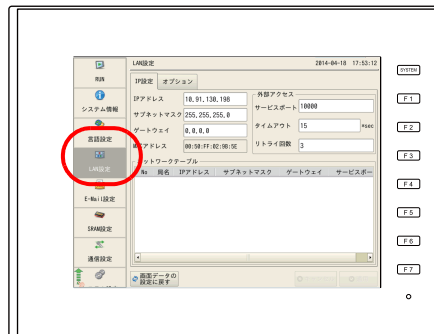 LAN設定 2014-04-18 17:53:12
RUN
システム情報
言語設定
LAN設定
E-Mail設定
SRAM設定
通信設定
IP設定 オプション
IPアドレス 10.91.130.198
サブネットマスク 255.255.255.0
ゲートウェイ 0.0.0.0
MACアドレス 00:50:FF:02:98:5E
外部アクセス
サービスポート 10000
タイムアウト 15 *sec
リトライ回数 3
ネットワークテーブル
No 局名 IPアドレス サブネットマスク ゲートウェイ サービスポー
画面データの
設定に戻す
SYSTEM
F1
F2
F3
F4
F5
F6
F7